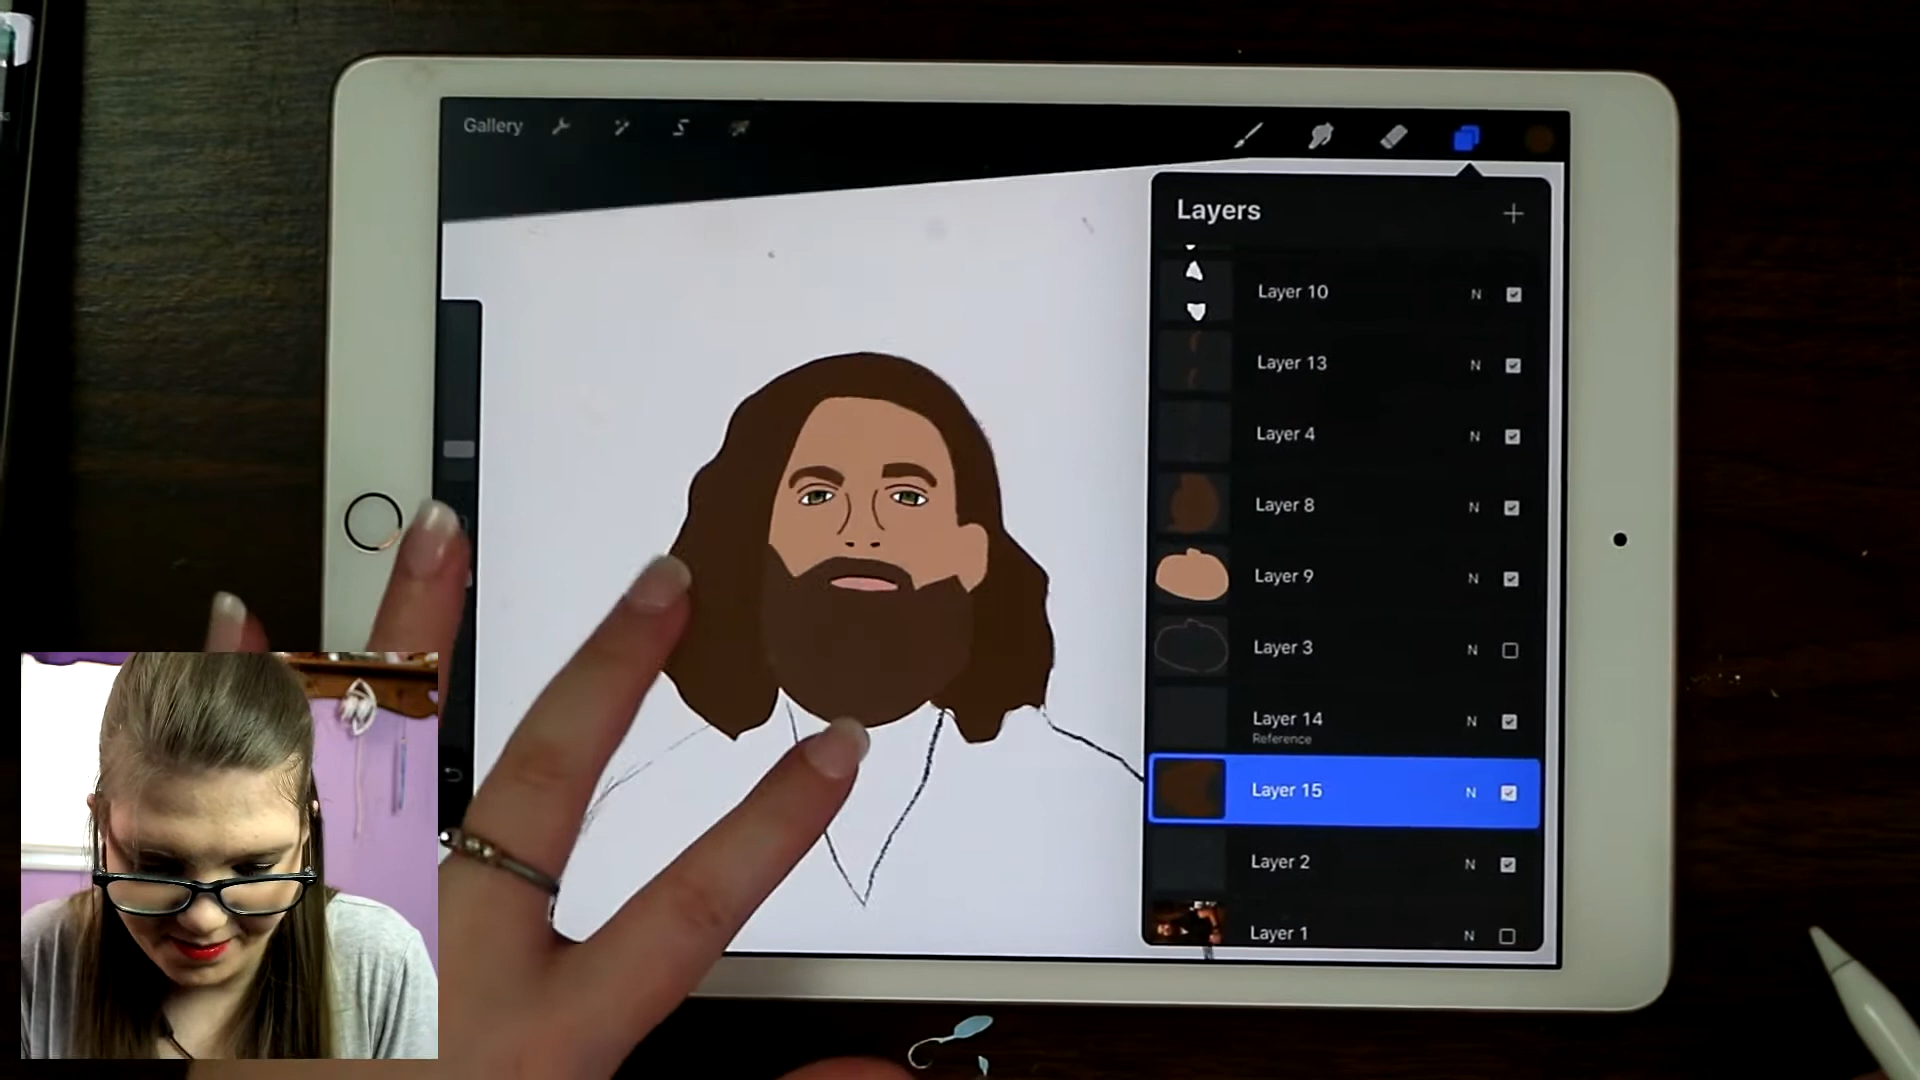 Gallery
Layers
Layer 10 N
Layer 13 N
Layer 4 N
Layer 8 N
Layer 9 N
Layer 3 N
Layer 14 N
Reference
Layer 15 N
Layer 2 N
Layer 1 N